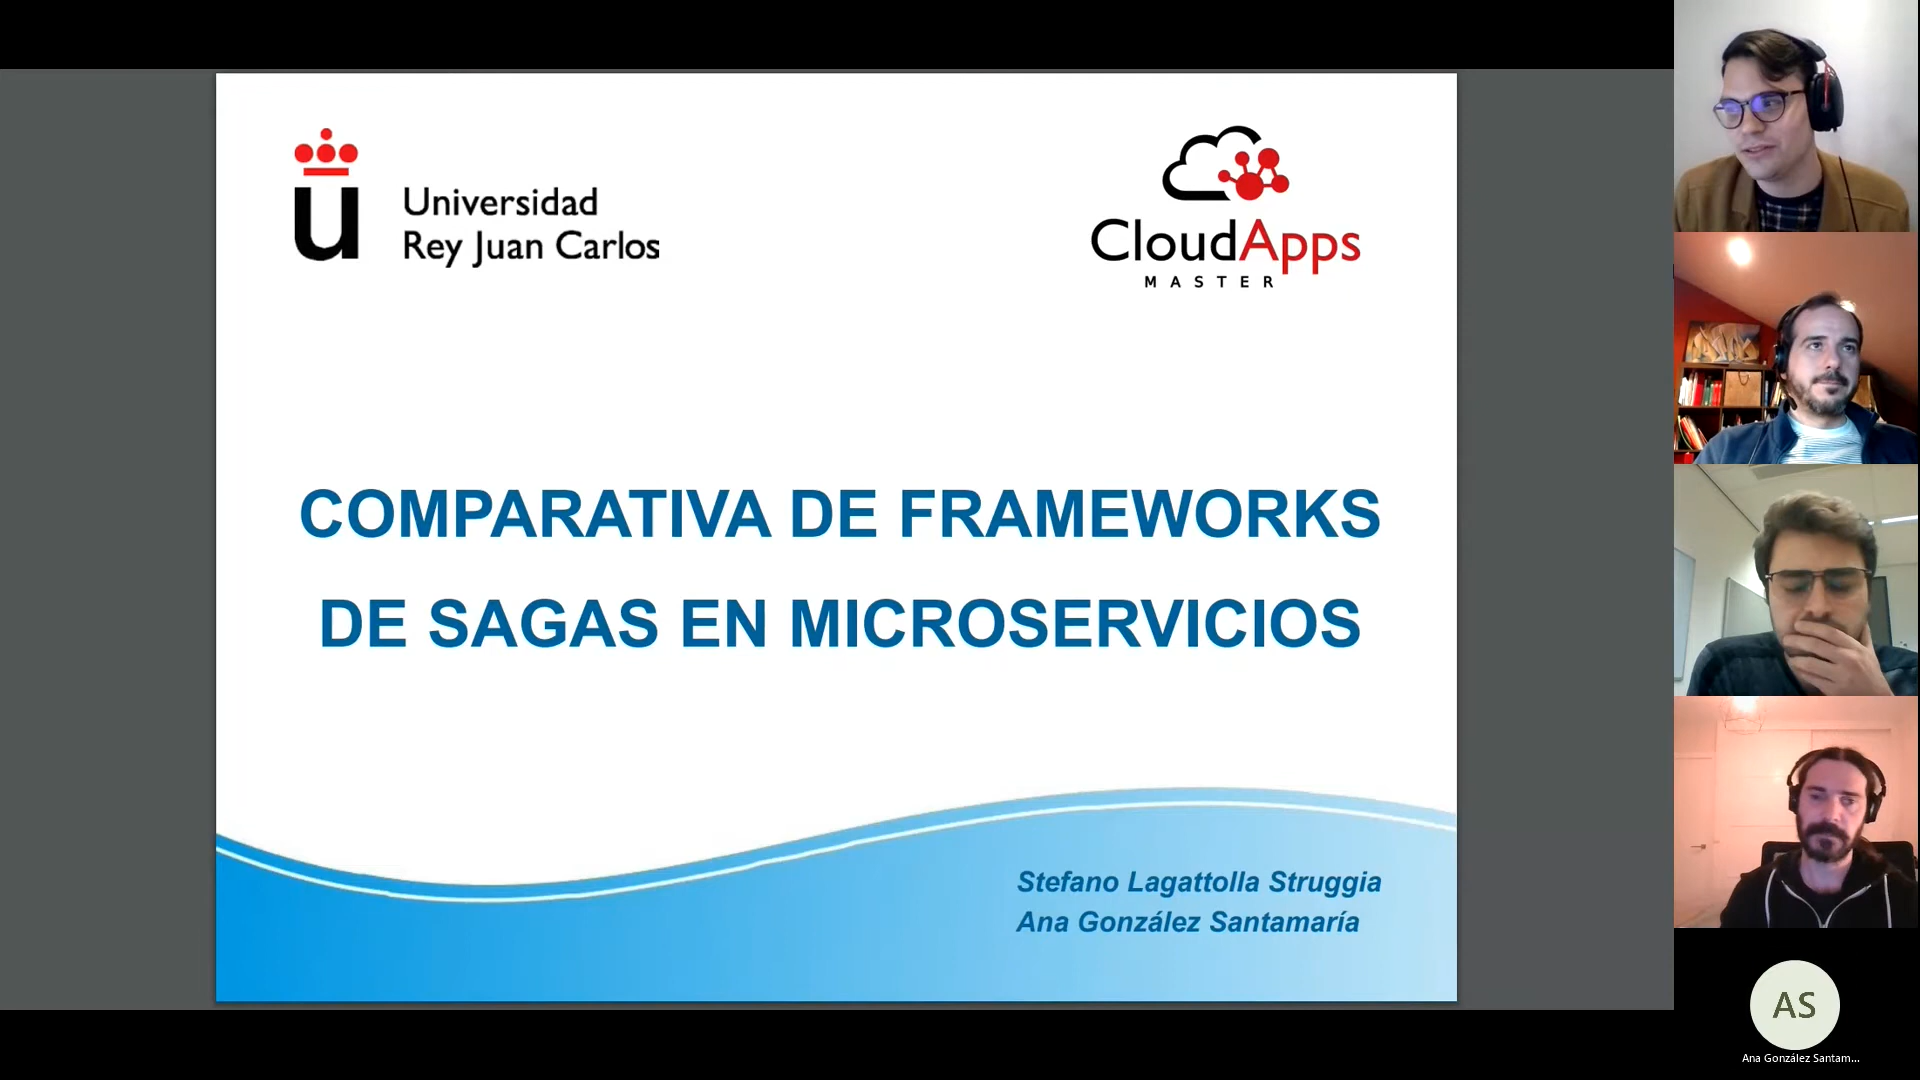 Universidad
Rey Juan Carlos
CloudApps
MASTER
COMPARATIVA DE FRAMEWORKS
DE SAGAS EN MICROSERVICIOS
Stefano Lagattolla Struggia
Ana González Santamaría
AS
Ana González Santam...